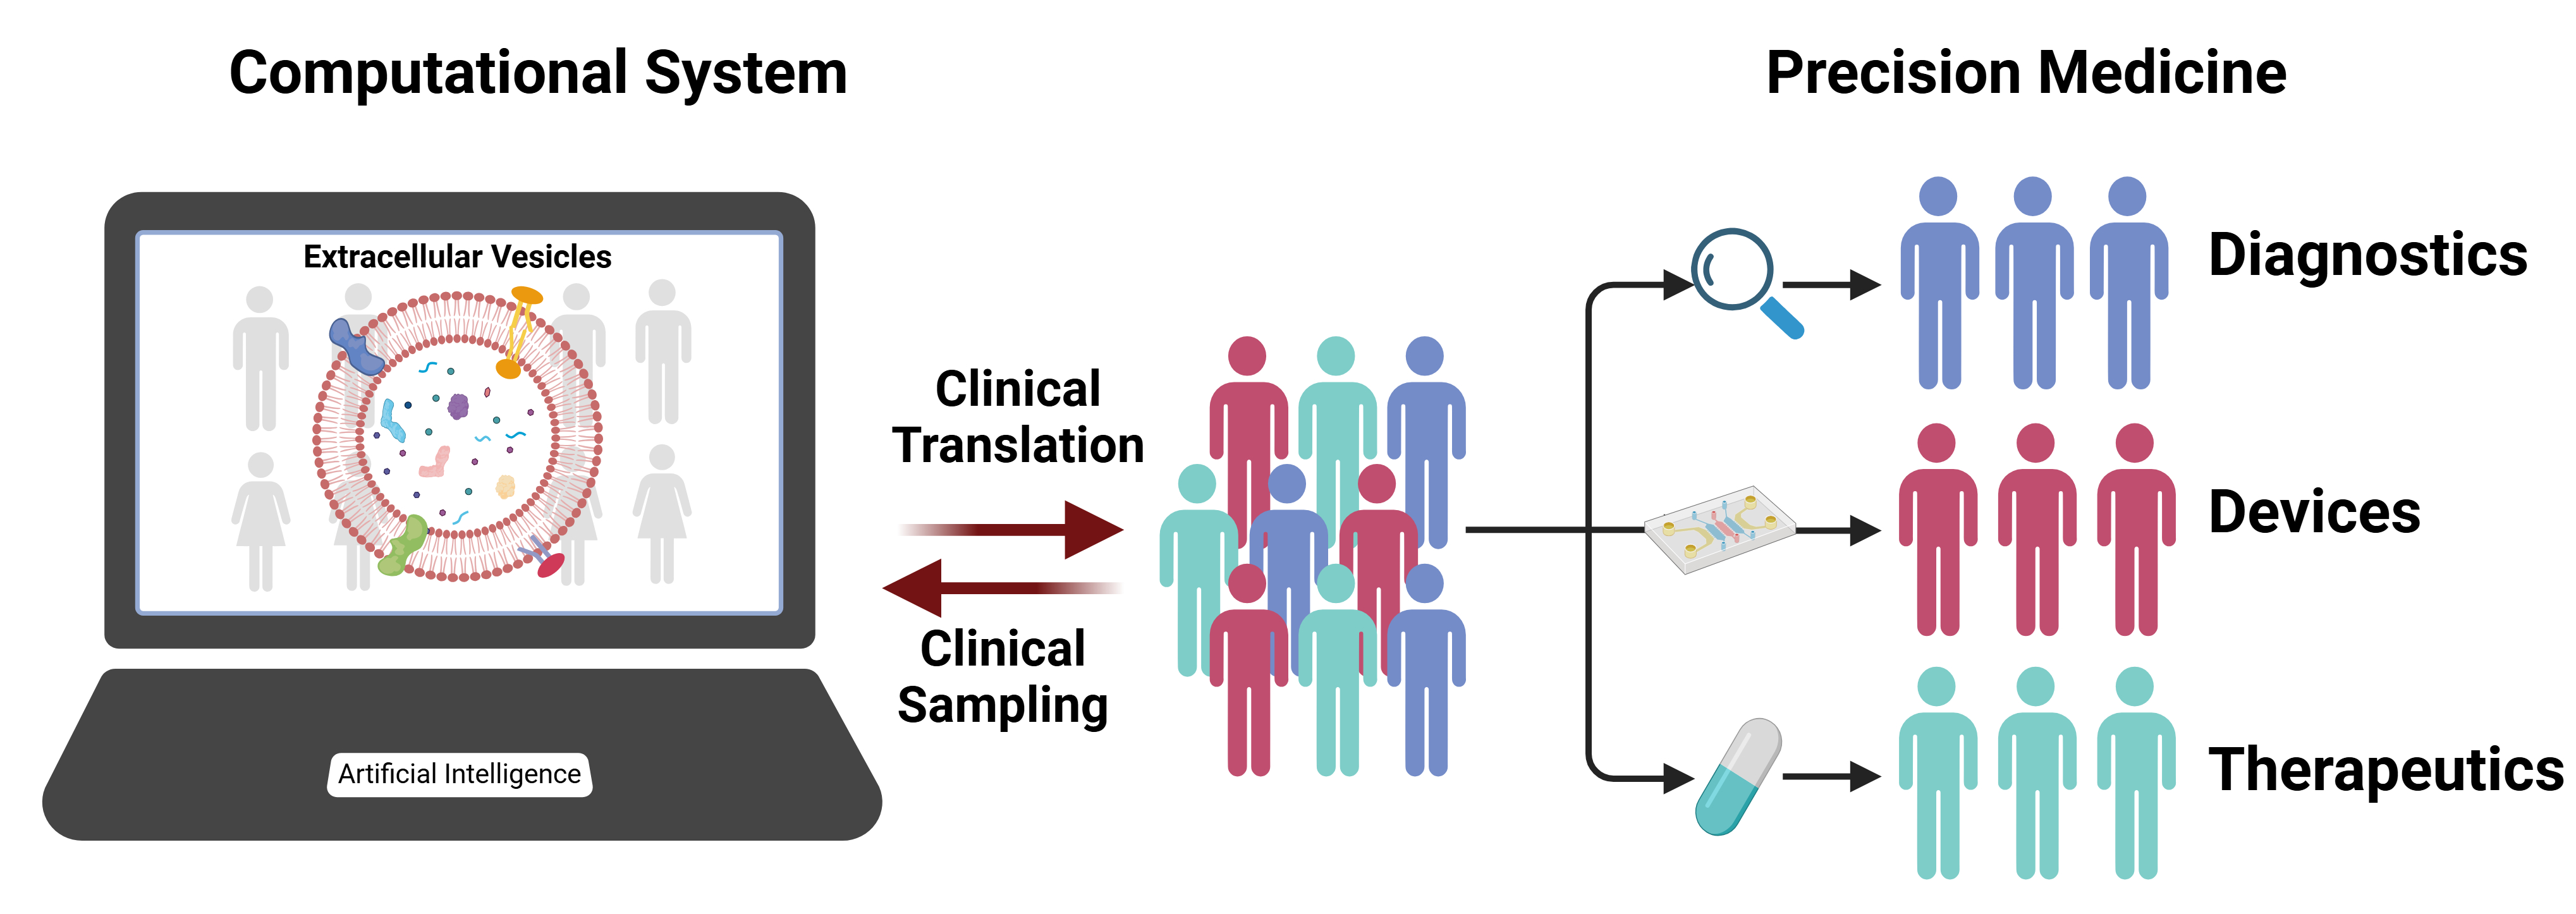 Computational System
Precision Medicine
Extracellular Vesicles
Artificial Intelligence
Clinical
Translation
Clinical
Sampling
Diagnostics
Devices
Therapeutics